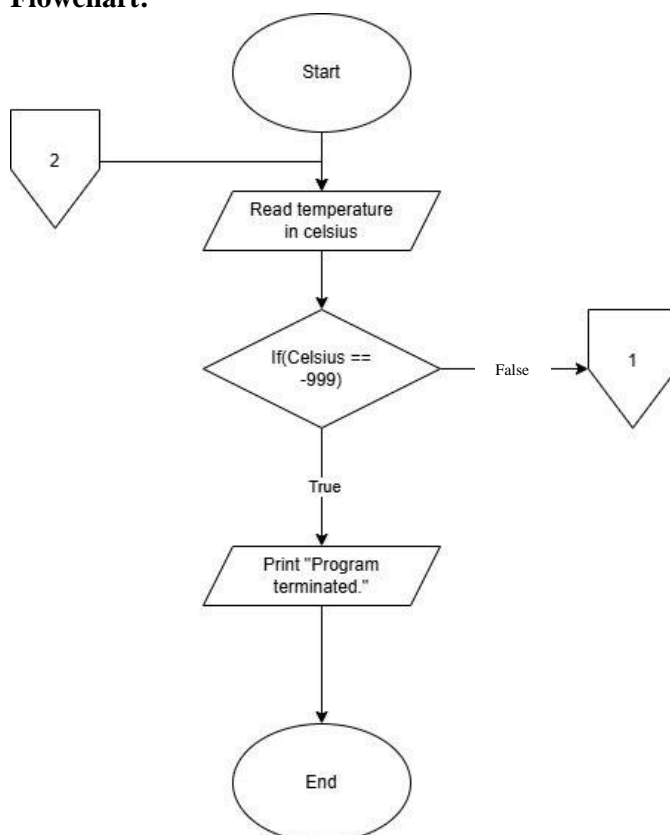 Flowchart:
Start
2
Read temperature
in celsius
If(Celsius ==
-999)
False
1
True
Print "Program
terminated."
End